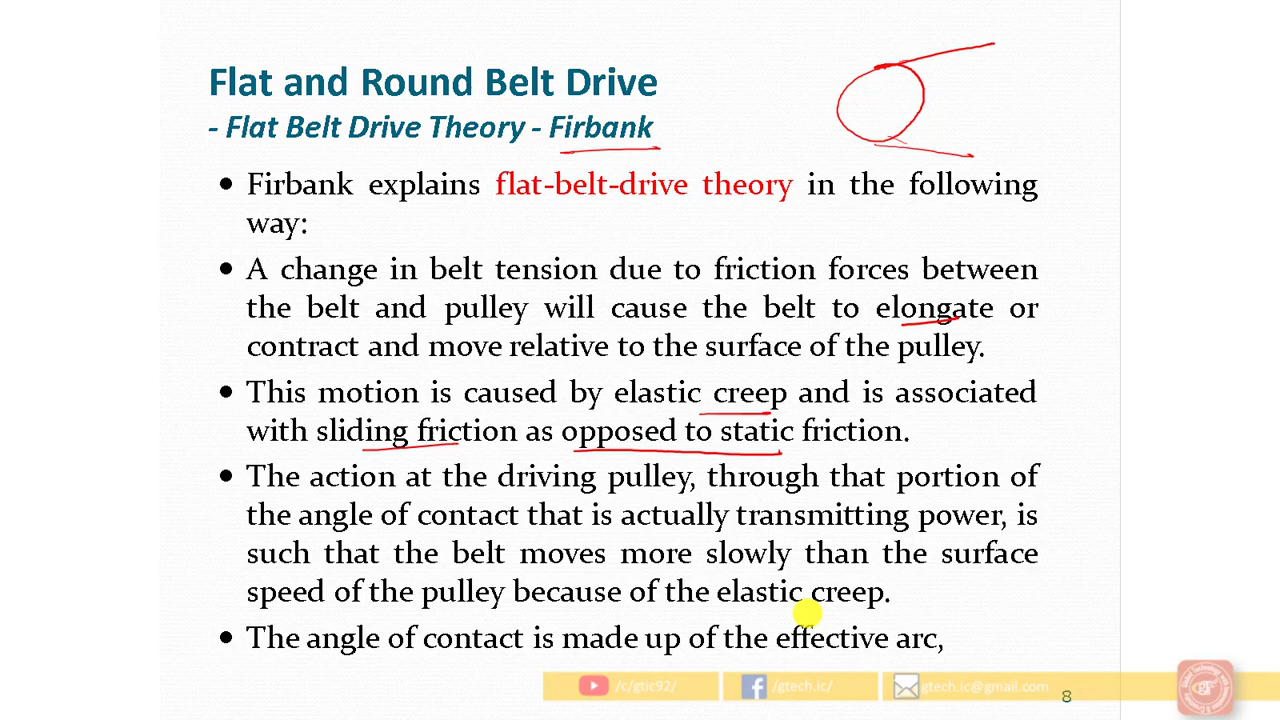 Flat and Round Belt Drive
- Flat Belt Drive Theory - Firbank
• Firbank explains flat-belt-drive theory in the following
way:
• A change in belt tension due to friction forces between
the belt and pulley will cause the belt to elongate or
contract and move relative to the surface of the pulley.
• This motion is caused by elastic creep and is associated
with sliding friction as opposed to static friction.
• The action at the driving pulley, through that portion of
the angle of contact that is actually transmitting power, is
such that the belt moves more slowly than the surface
speed of the pulley because of the elastic creep.
• The angle of contact is made up of the effective arc,
/c/gtic92/
/gtech.ic/
gtech.ic@gmail.com
8